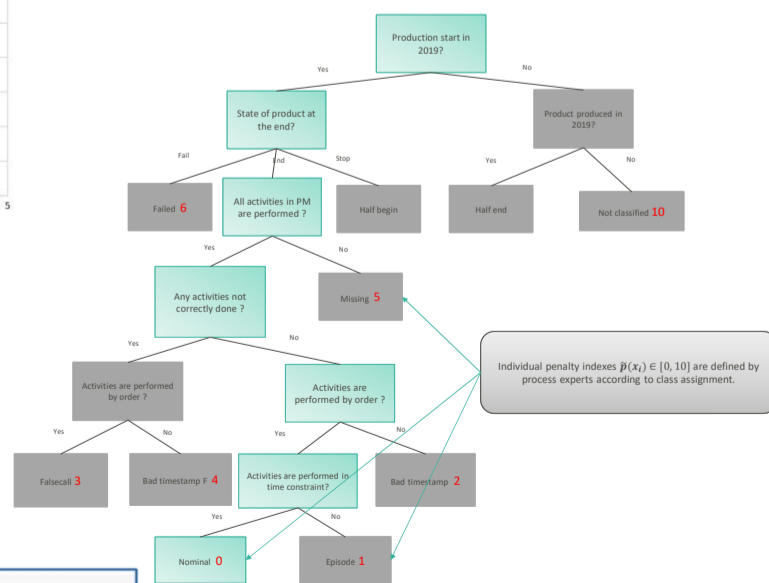 Production start in
2019?
Yes
No
State of product at
the end?
Product produced in
2019?
Fail
End
Stop
Yes
No
5
Failed 6
All activities in PM
are performed ?
Half begin
Half end
Not classified 10
Yes
No
Any activities not
correctly done ?
Missing 5
Yes
No
Individual penalty indexes p̃(xᵢ) ∈ [0, 10] are defined by
process experts according to class assignment.
Activities are performed
by order ?
Activities are
performed by order ?
Yes
No
Yes
No
Falsecall 3
Bad timestamp F 4
Activities are performed in
time constraint?
Bad timestamp 2
Yes
No
Nominal 0
Episode 1